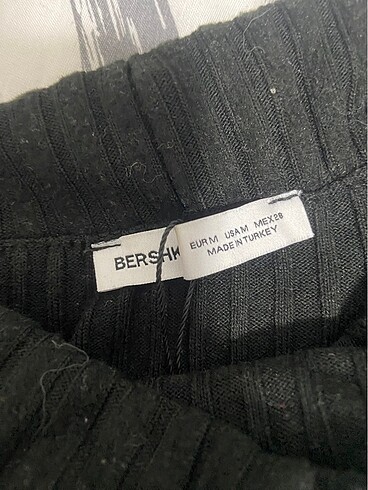 BERSHK
EUR M USA M MEX 28
MADE IN TURKEY